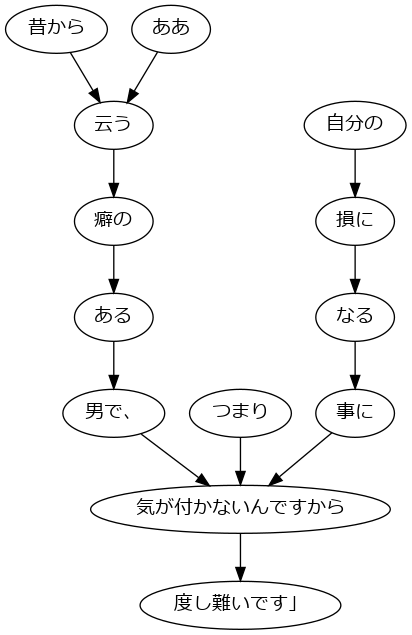 昔から
ああ
云う
自分の
癖の
損に
ある
なる
男で、
つまり
事に
気が付かないんですから
度し難いです」